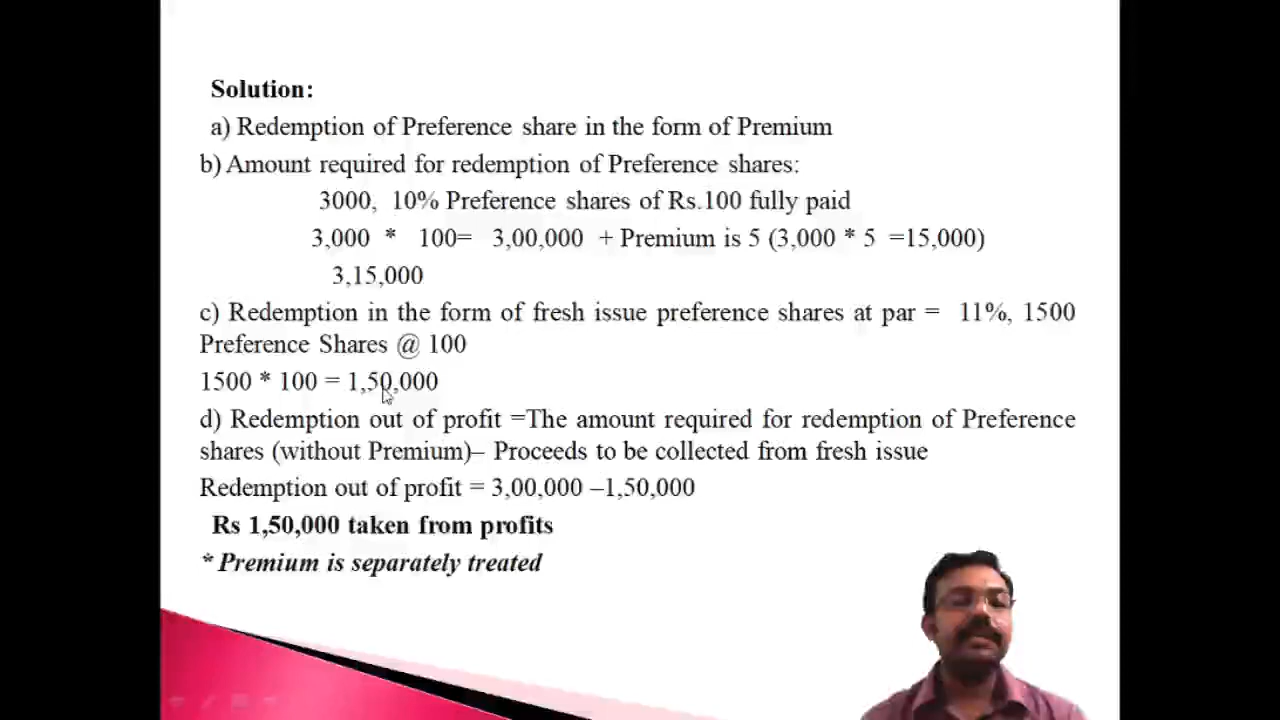 Solution:
a) Redemption of Preference share in the form of Premium
b) Amount required for redemption of Preference shares:
3000, 10% Preference shares of Rs.100 fully paid
3,000 * 100= 3,00,000 + Premium is 5 (3,000 * 5 =15,000)
3,15,000
c) Redemption in the form of fresh issue preference shares at par = 11%, 1500
Preference Shares @ 100
1500 * 100 = 1,50,000
d) Redemption out of profit =The amount required for redemption of Preference
shares (without Premium)– Proceeds to be collected from fresh issue
Redemption out of profit = 3,00,000 –1,50,000
Rs 1,50,000 taken from profits
* Premium is separately treated